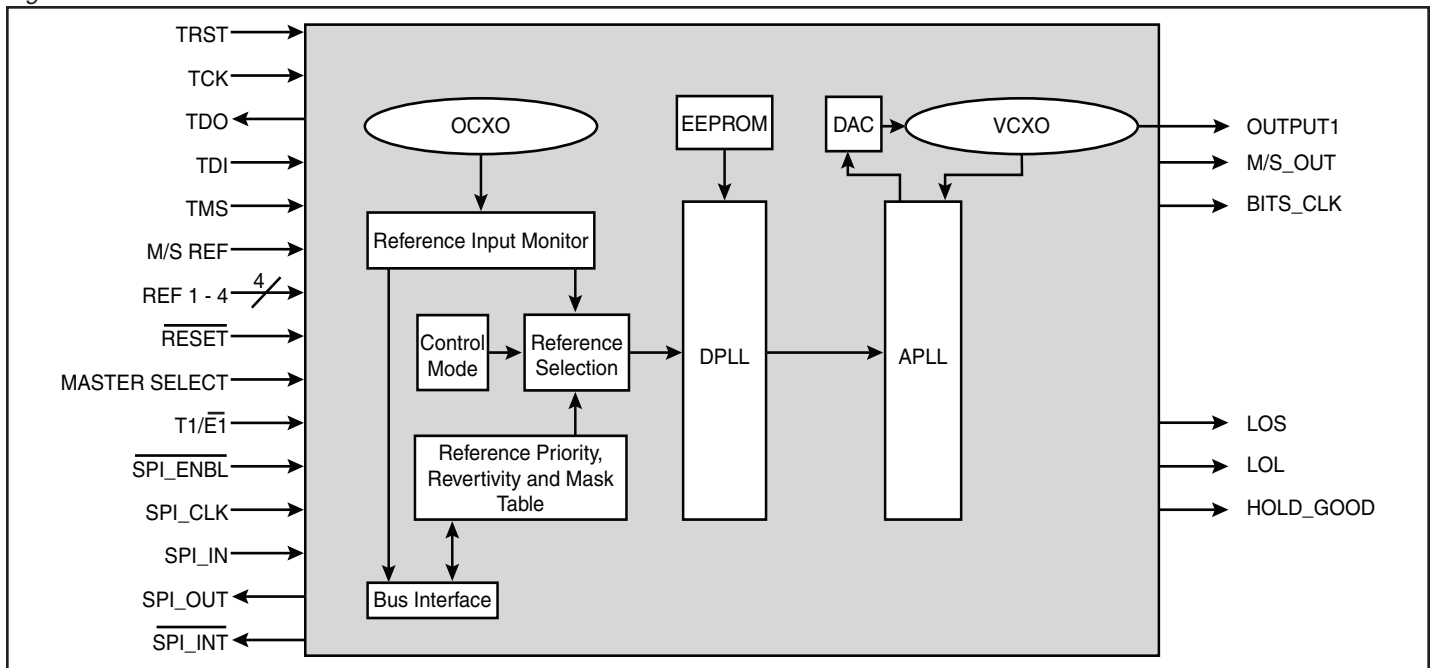 TRST
TCK
TDO
TDI
TMS
M/S REF
REF 1 - 4
4
RESET
MASTER SELECT
T1/E1
SPI_ENBL
SPI_CLK
SPI_IN
SPI_OUT
SPI_INT
OCXO
EEPROM
DAC
VCXO
Reference Input Monitor
Control
Mode
Reference
Selection
DPLL
APLL
Reference Priority,
Revertivity and Mask
Table
Bus Interface
OUTPUT1
M/S_OUT
BITS_CLK
LOS
LOL
HOLD_GOOD